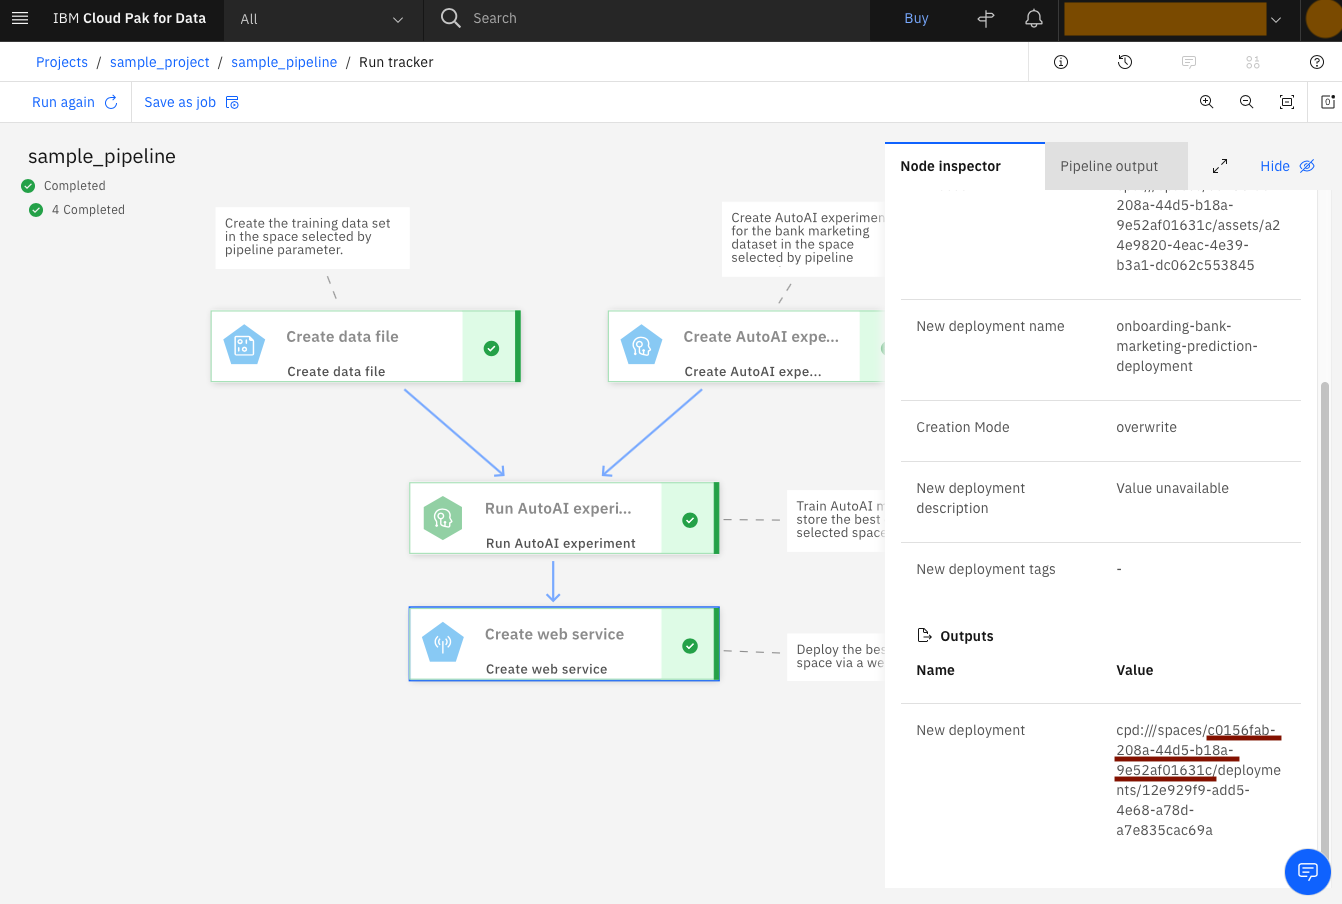 IBM Cloud Pak for Data
All
Search
Buy
Projects / sample_project / sample_pipeline / Run tracker
Run again
Save as job
sample_pipeline
Completed
4 Completed
Create the training data set
in the space selected by
pipeline parameter.
Create AutoAI experimen
for the bank marketing
dataset in the space
selected by pipeline
Create data file
Create data file
Create AutoAI expe...
Create AutoAI expe...
Run AutoAI experi...
Run AutoAI experiment
Train AutoAI m
store the best
selected space
Create web service
Create web service
Deploy the bes
space via a we
Node inspector
Pipeline output
Hide
208a-44d5-b18a-
9e52af01631c/assets/a2
4e9820-4eac-4e39-
b3a1-dc062c553845
New deployment name
onboarding-bank-
marketing-prediction-
deployment
Creation Mode
overwrite
New deployment
description
Value unavailable
New deployment tags
-
Outputs
Name
Value
New deployment
cpd:///spaces/c0156fab-
208a-44d5-b18a-
9e52af01631c/deployme
nts/12e929f9-add5-
4e68-a78d-
a7e835cac69a